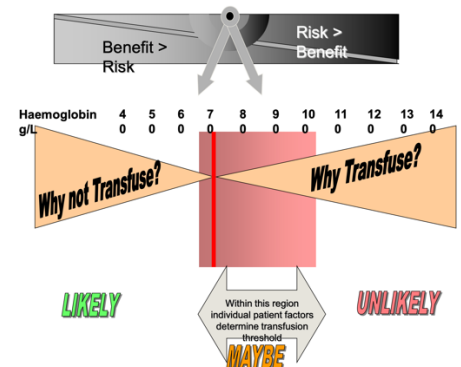 Benefit >
Risk
Risk >
Benefit
Haemoglobin 4 5 6 7 8 9 10 11 12 13 14
g/L 0 0 0 0 0 0 0 0 0 0 0
Why not Transfuse?
Why Transfuse?
LIKELY
Within this region
individual patient factors
determine transfusion
threshold
MAYBE
UNLIKELY